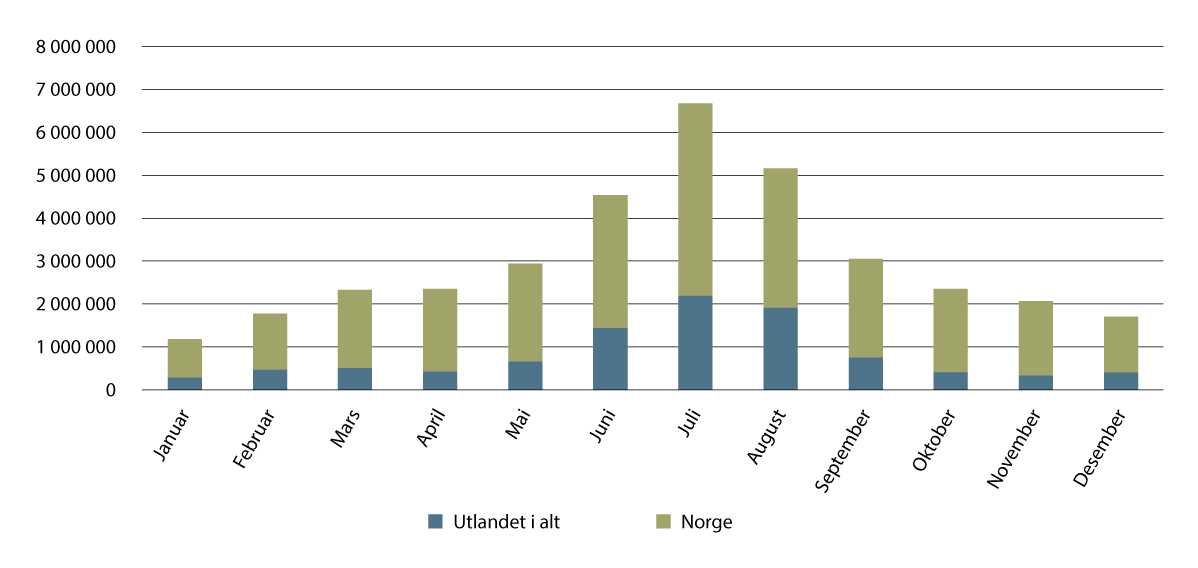 8 000 000
7 000 000
6 000 000
5 000 000
4 000 000
3 000 000
2 000 000
1 000 000
0
Januar
Februar
Mars
April
Mai
Juni
Juli
August
September
Oktober
November
Desember
Utlandet i alt
Norge